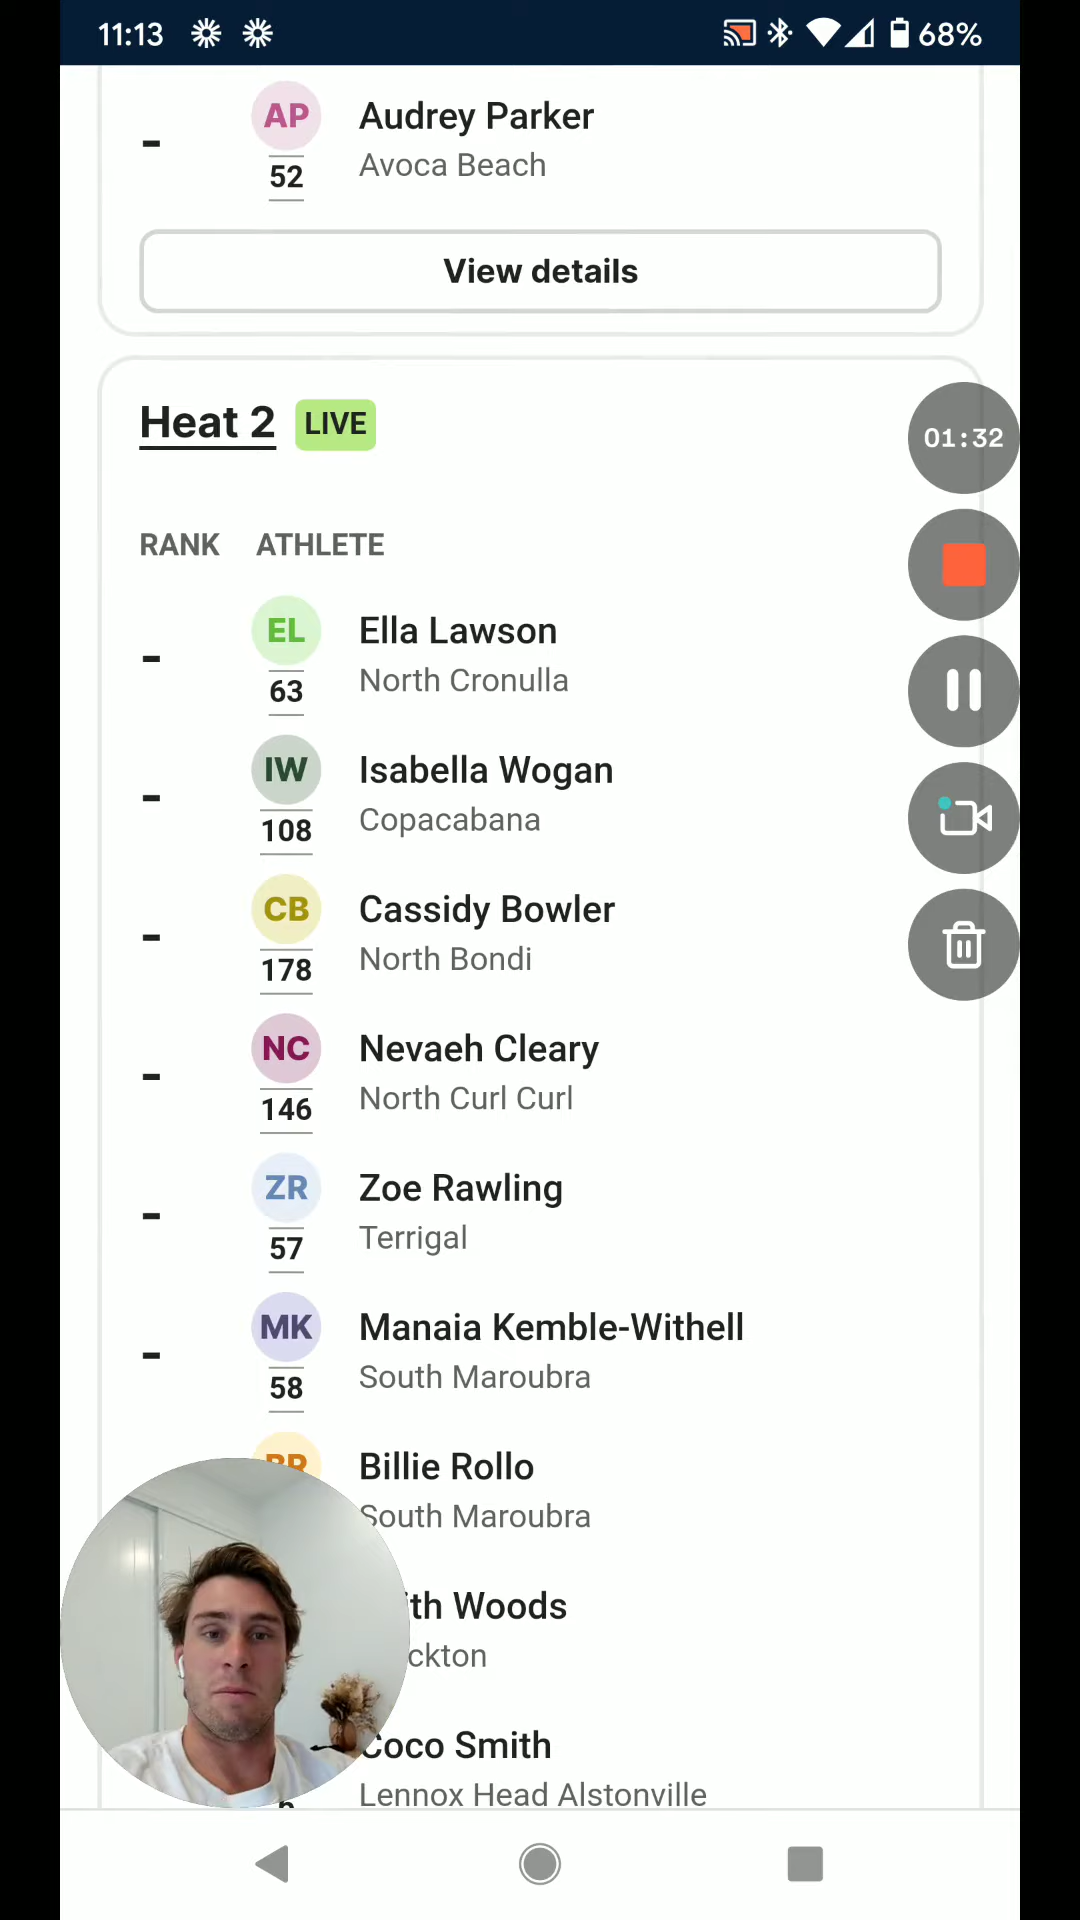 11:13
68%
AP
Audrey Parker
Avoca Beach
52
View details
Heat 2 LIVE
01:32
RANK ATHLETE
EL
Ella Lawson
North Cronulla
63
IW
Isabella Wogan
Copacabana
108
CB
Cassidy Bowler
North Bondi
178
NC
Nevaeh Cleary
North Curl Curl
146
ZR
Zoe Rawling
Terrigal
57
MK
Manaia Kemble-Withell
South Maroubra
58
BR
Billie Rollo
South Maroubra
Woods
Coco Smith
Lennox Head Alstonville